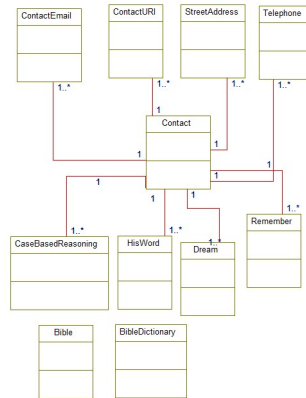 ContactEmail
ContactURI
StreetAddress
Telephone
1..*
1..*
1..*
1..*
1
Contact
1
1
1
1
1
1
1
1..*
1..*
1..*
1..*
CaseBasedReasoning
HisWord
Dream
Remember
Bible
BibleDictionary